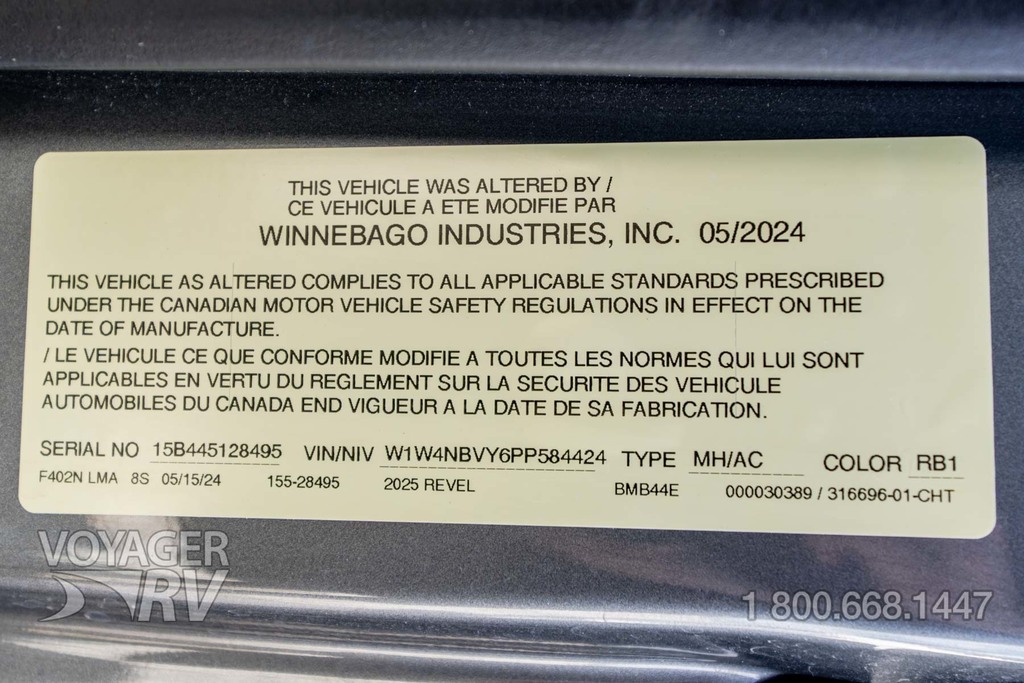 THIS VEHICLE WAS ALTERED BY /
CE VEHICULE A ETE MODIFIE PAR
WINNEBAGO INDUSTRIES, INC. 05/2024
THIS VEHICLE AS ALTERED COMPLIES TO ALL APPLICABLE STANDARDS PRESCRIBED
UNDER THE CANADIAN MOTOR VEHICLE SAFETY REGULATIONS IN EFFECT ON THE
DATE OF MANUFACTURE.
/ LE VEHICULE CE QUE CONFORME MODIFIE A TOUTES LES NORMES QUI LUI SONT
APPLICABLES EN VERTU DU REGLEMENT SUR LA SECURITE DES VEHICULE
AUTOMOBILES DU CANADA END VIGUEUR A LA DATE DE SA FABRICATION.
SERIAL NO 15B445128495 VIN/NIV W1W4NBVY6PP584424 TYPE MH/AC COLOR RB1
F402N LMA 8S 05/15/24 155-28495 2025 REVEL BMB44E 000030389 / 316696-01-CHT
VOYAGER
RV
1 800.668.1447